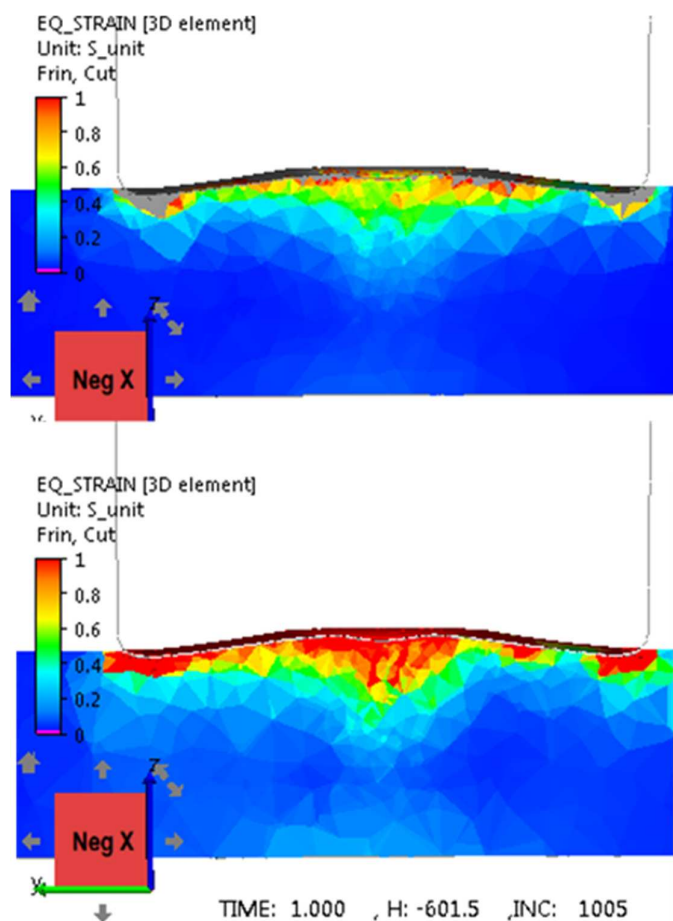 EQ_STRAIN [3D element]
Unit: S_unit
Frin, Cut
1
0.8
0.6
0.4
0.2
0
Z
Neg X
EQ_STRAIN [3D element]
Unit: S_unit
Frin, Cut
1
0.8
0.6
0.4
0.2
0
Z
Neg X
TIME: 1.000 , H: -601.5 ,INC: 1005